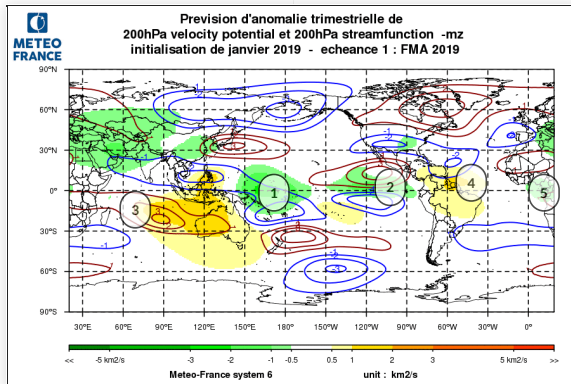 METEO
FRANCE
Prevision d'anomalie trimestrielle de
200hPa velocity potential et 200hPa streamfunction -mz
initialisation de janvier 2019 - echeance 1 : FMA 2019
90°N
60°N
30°N
0°
30°S
60°S
90°S
1
2
3
4
5
30°E 60°E 90°E 120°E 150°E 180°E 150°W 120°W 90°W 60°W 30°W 0°
<< -5 km2/s -3 -2 -1 -0.5 0.5 1 2 3 5 km2/s >>
Meteo-France system 6 unit : km2/s